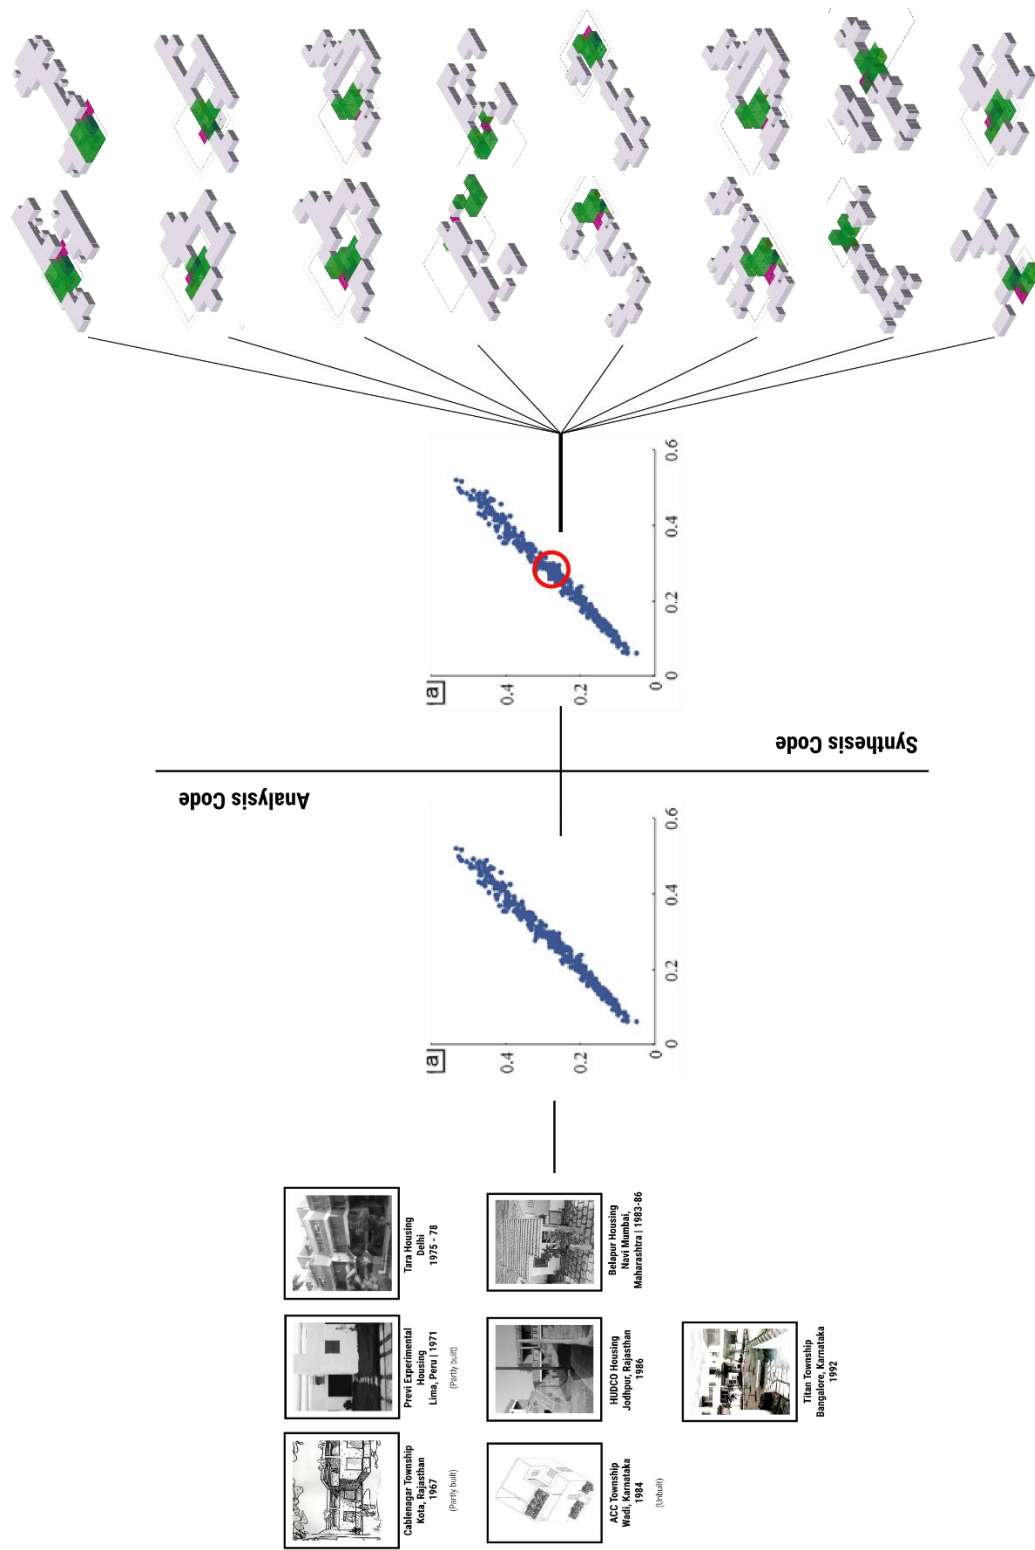 Cablenagar Township
Kota, Rajasthan
1967
(Partly built)
Previ Experimental
Housing
Lima, Peru | 1971
(Partly built)
Tara Housing
Delhi
1975 - 78
ACC Township
Wadi, Karnataka
1984
(Unbuilt)
HUDCO Housing
Jodhpur, Rajasthan
1986
Belapur Housing
Navi Mumbai,
Maharashtra | 1983-86
Titan Township
Bangalore, Karnataka
1992
[a]
0.4
0.2
0
0 0.2 0.4 0.6
Analysis Code
Synthesis Code
[a]
0.4
0.2
0
0 0.2 0.4 0.6